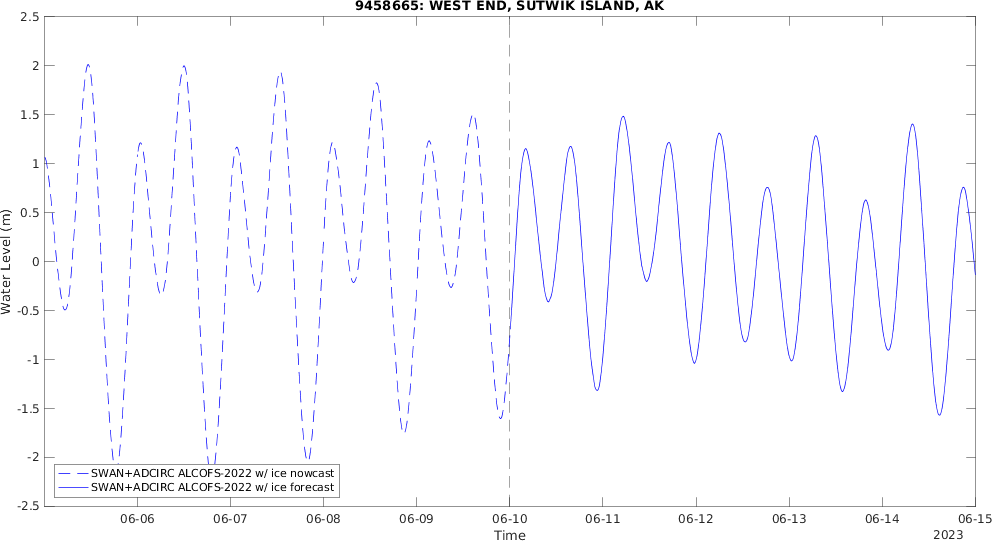 9458665: WEST END, SUTWIK ISLAND, AK
2.5
2
1.5
1
0.5
0
-0.5
-1
-1.5
-2
-2.5
Water Level (m)
SWAN+ADCIRC ALCOFS-2022 w/ ice nowcast
SWAN+ADCIRC ALCOFS-2022 w/ ice forecast
06-06 06-07 06-08 06-09 06-10 06-11 06-12 06-13 06-14 06-15
Time
2023